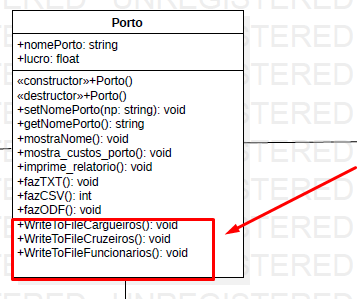 Porto
+nomePorto: string
+lucro: float
«constructor»+Porto()
«destructor»+Porto()
+setNomePorto(np: string): void
+getNomePorto(): string
+mostraNome(): void
+mostra_custos_porto(): void
+imprime_relatorio(): void
+fazTXT(): void
+fazCSV(): int
+fazODF(): void
+WriteToFileCargueiros(): void
+WriteToFileCruzeiros(): void
+WriteToFileFuncionarios(): void